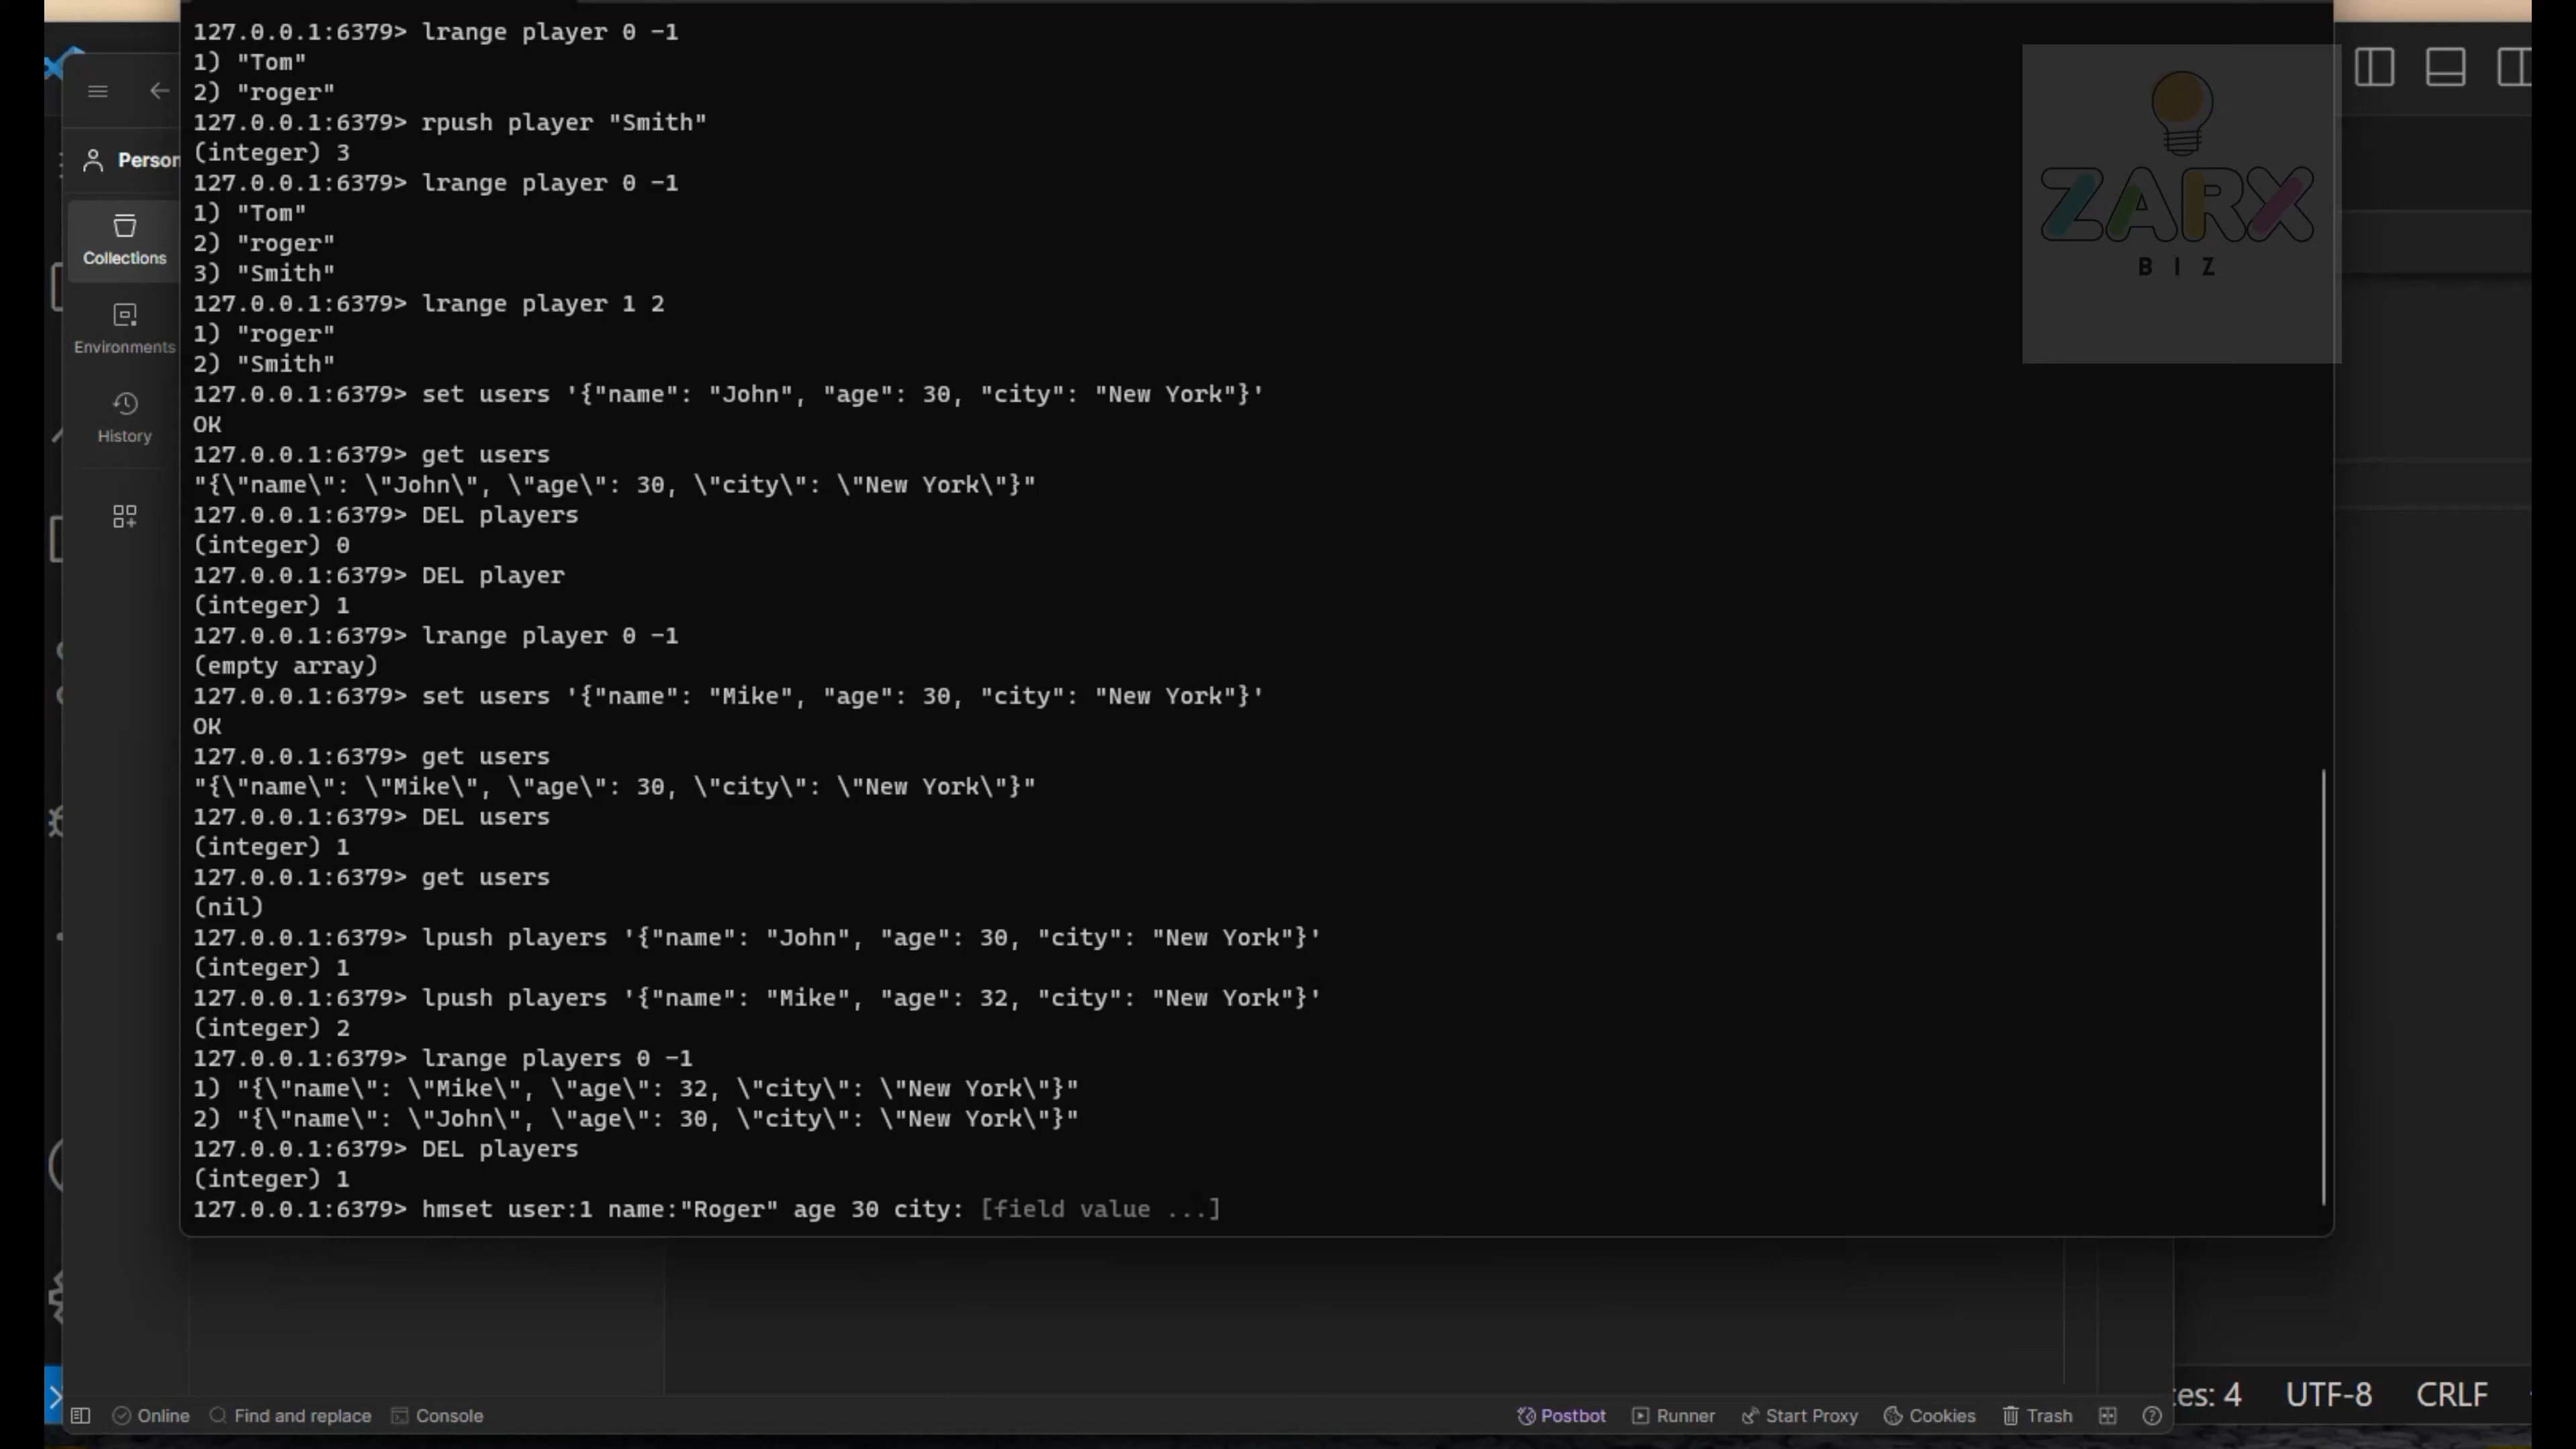 127.0.0.1:6379> lrange player 0 -1
1) "Tom"
2) "roger"
127.0.0.1:6379> rpush player "Smith"
(integer) 3
127.0.0.1:6379> lrange player 0 -1
1) "Tom"
2) "roger"
3) "Smith"
127.0.0.1:6379> lrange player 1 2
1) "roger"
2) "Smith"
127.0.0.1:6379> set users '{"name": "John", "age": 30, "city": "New York"}'
OK
127.0.0.1:6379> get users
"{\"name\": \"John\", \"age\": 30, \"city\": \"New York\"}"
127.0.0.1:6379> DEL players
(integer) 0
127.0.0.1:6379> DEL player
(integer) 1
127.0.0.1:6379> lrange player 0 -1
(empty array)
127.0.0.1:6379> set users '{"name": "Mike", "age": 30, "city": "New York"}'
OK
127.0.0.1:6379> get users
"{\"name\": \"Mike\", \"age\": 30, \"city\": \"New York\"}"
127.0.0.1:6379> DEL users
(integer) 1
127.0.0.1:6379> get users
(nil)
127.0.0.1:6379> lpush players '{"name": "John", "age": 30, "city": "New York"}'
(integer) 1
127.0.0.1:6379> lpush players '{"name": "Mike", "age": 32, "city": "New York"}'
(integer) 2
127.0.0.1:6379> lrange players 0 -1
1) "{\"name\": \"Mike\", \"age\": 32, \"city\": \"New York\"}"
2) "{\"name\": \"John\", \"age\": 30, \"city\": \"New York\"}"
127.0.0.1:6379> DEL players
(integer) 1
127.0.0.1:6379> hmset user:1 name:"Roger" age 30 city: [field value ...]
Person
Collections
Environments
History
ZARX
BIZ
Online
Find and replace
Console
Postbot
Runner
Start Proxy
Cookies
Trash
ces: 4
UTF-8
CRLF